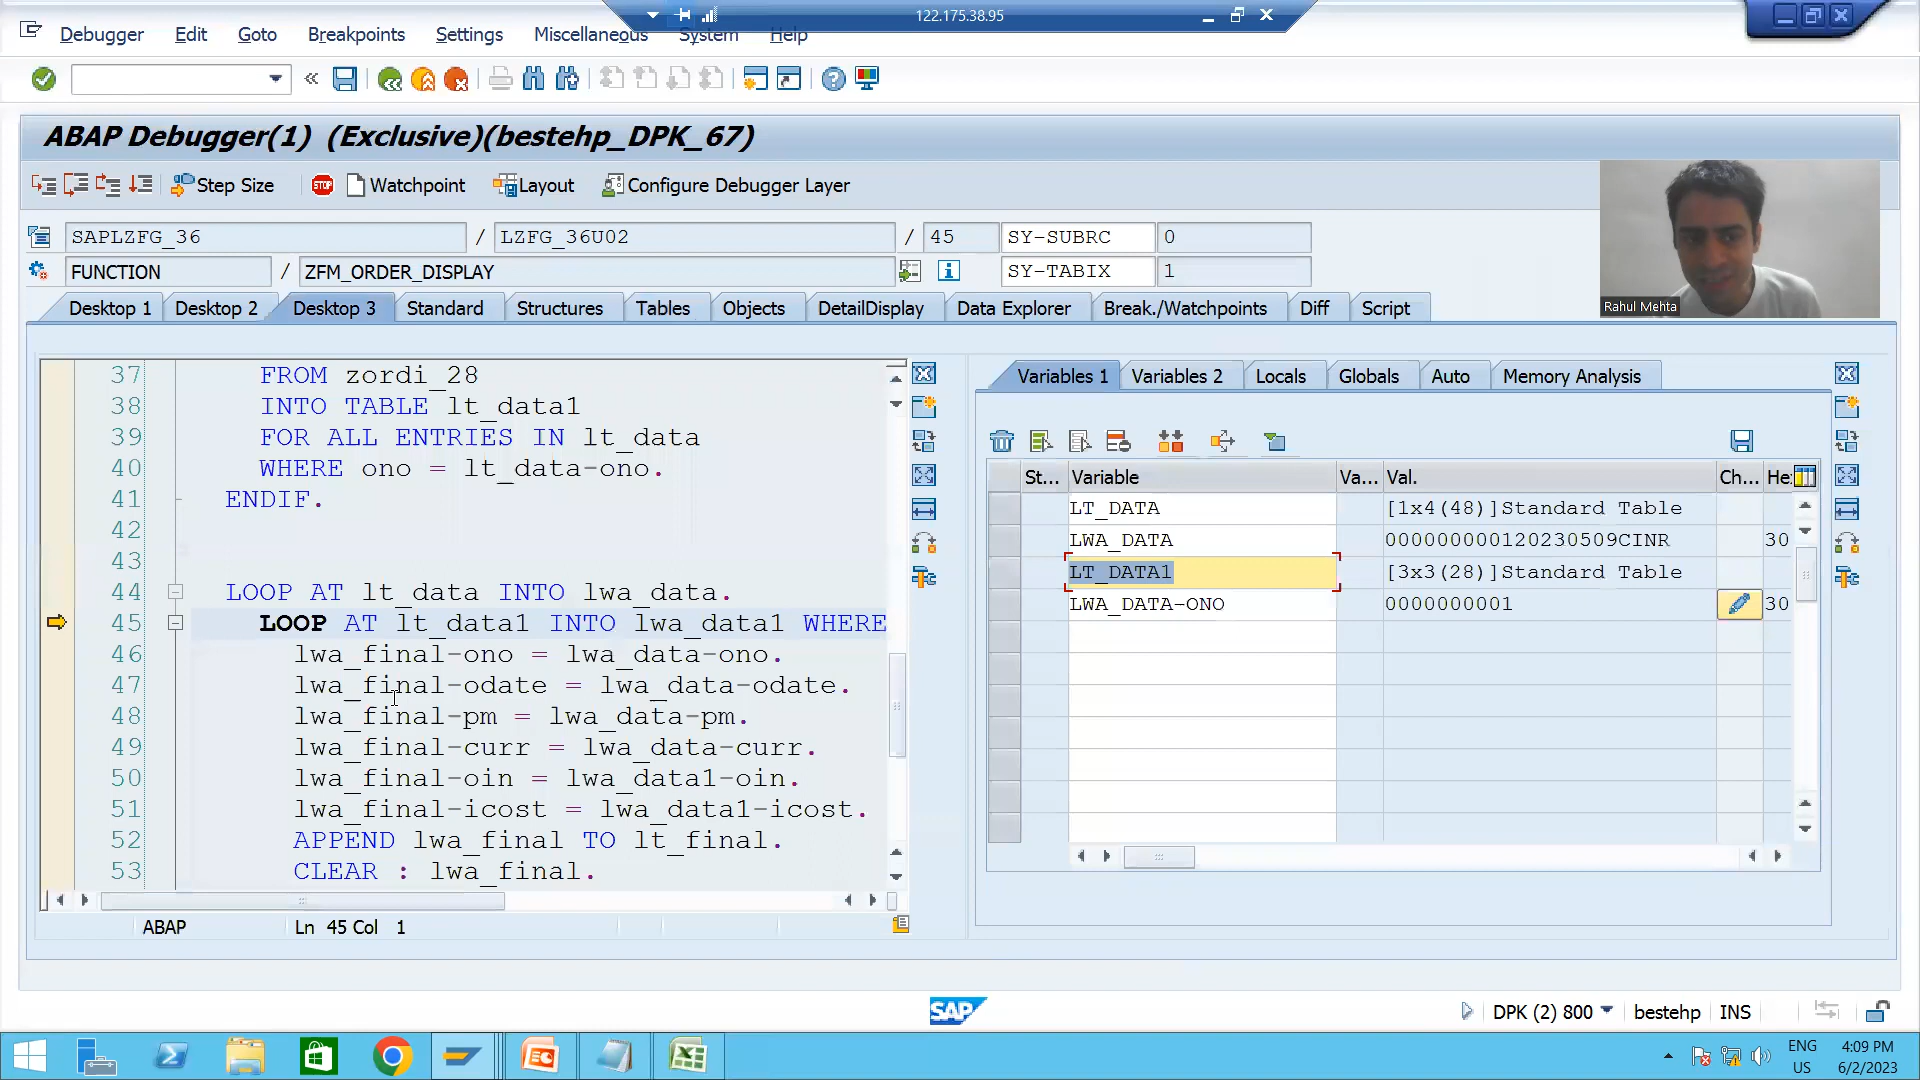 122.175.38.95
Debugger Edit Goto Breakpoints Settings Miscellaneous System Help
ABAP Debugger(1) (Exclusive)(bestehp_DPK_67)
Step Size STOP Watchpoint Layout Configure Debugger Layer
SAPLZFG_36 / LZFG_36U02 / 45 SY-SUBRC 0
FUNCTION / ZFM_ORDER_DISPLAY SY-TABIX 1
Rahul Mehta
Desktop 1 Desktop 2 Desktop 3 Standard Structures Tables Objects DetailDisplay Data Explorer Break./Watchpoints Diff Script
37 FROM zordi_28
38 INTO TABLE lt_data1
39 FOR ALL ENTRIES IN lt_data
40 WHERE ono = lt_data-ono.
41 ENDIF.
42
43
44 LOOP AT lt_data INTO lwa_data.
45 LOOP AT lt_data1 INTO lwa_data1 WHERE
46 lwa_final-ono = lwa_data-ono.
47 lwa_final-odate = lwa_data-odate.
48 lwa_final-pm = lwa_data-pm.
49 lwa_final-curr = lwa_data-curr.
50 lwa_final-oin = lwa_data1-oin.
51 lwa_final-icost = lwa_data1-icost.
52 APPEND lwa_final TO lt_final.
53 CLEAR : lwa_final.
ABAP Ln 45 Col 1
Variables 1 Variables 2 Locals Globals Auto Memory Analysis
St... Variable Va... Val. Ch... He
LT_DATA [1x4(48)]Standard Table
LWA_DATA 000000000120230509CINR 30
LT_DATA1 [3x3(28)]Standard Table
LWA_DATA-ONO 0000000001 30
SAP DPK (2) 800 bestehp INS
ENG 4:09 PM
US 6/2/2023